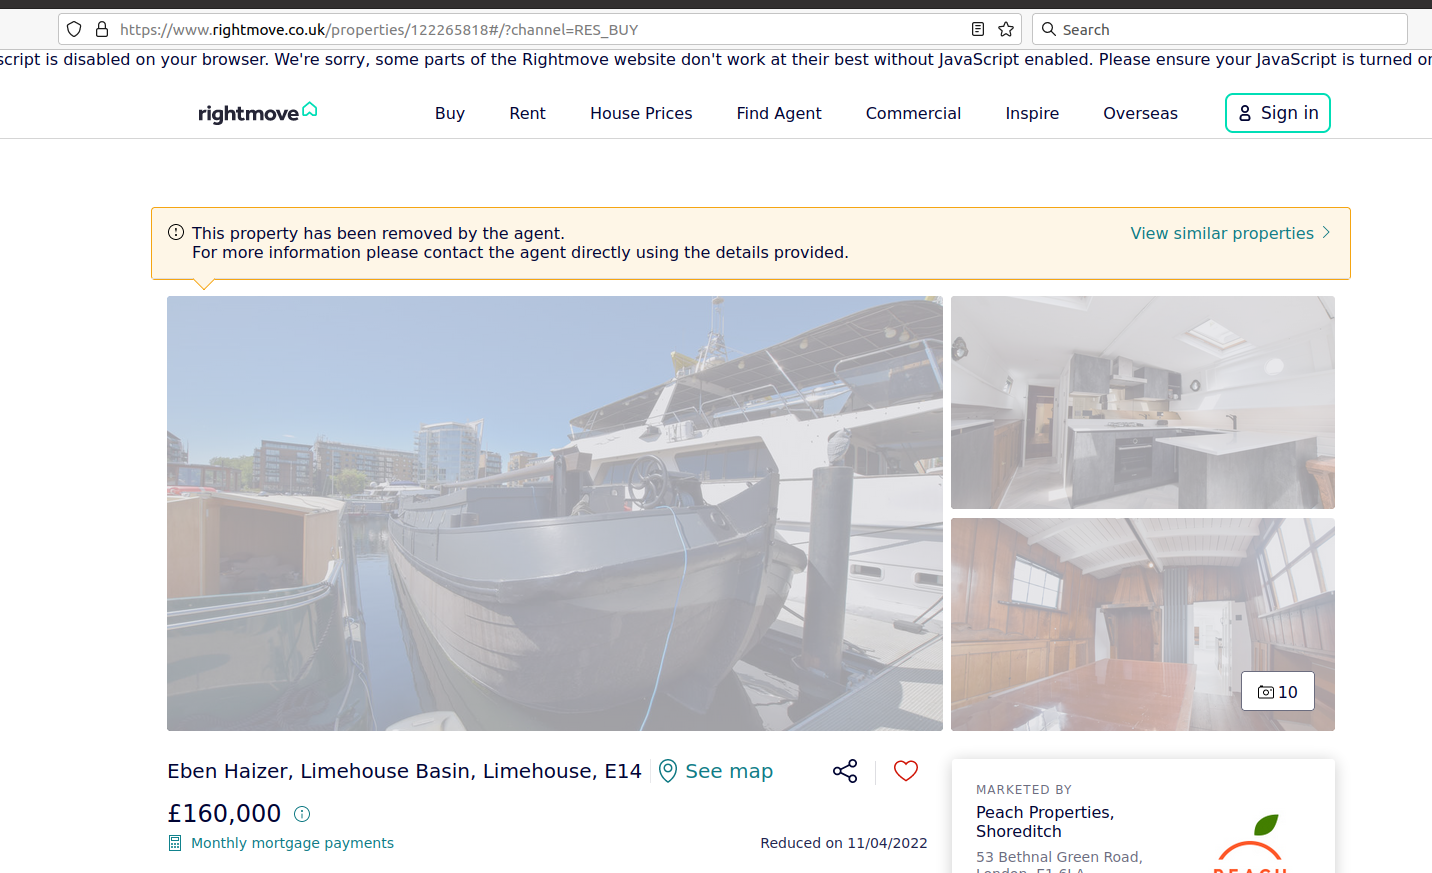 https://www.rightmove.co.uk/properties/122265818#/?channel=RES_BUY
Search
script is disabled on your browser. We're sorry, some parts of the Rightmove website don't work at their best without JavaScript enabled. Please ensure your JavaScript is turned
rightmove
Buy
Rent
House Prices
Find Agent
Commercial
Inspire
Overseas
Sign in
This property has been removed by the agent.
For more information please contact the agent directly using the details provided.
View similar properties
10
Eben Haizer, Limehouse Basin, Limehouse, E14
See map
£160,000
Monthly mortgage payments
Reduced on 11/04/2022
MARKETED BY
Peach Properties,
Shoreditch
53 Bethnal Green Road,
London, E1 6LA
PEACH